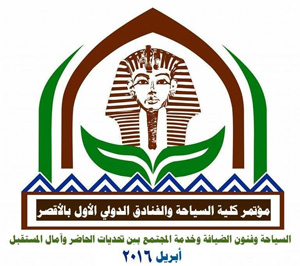 مؤتمر كلية السياحة والفنادق الدولي الأول بالأقصر
السياحة وفنون الضيافة وخدمة المجتمع بين تحديات الحاضر وآمال المستقبل
أبريل ٢٠١٦